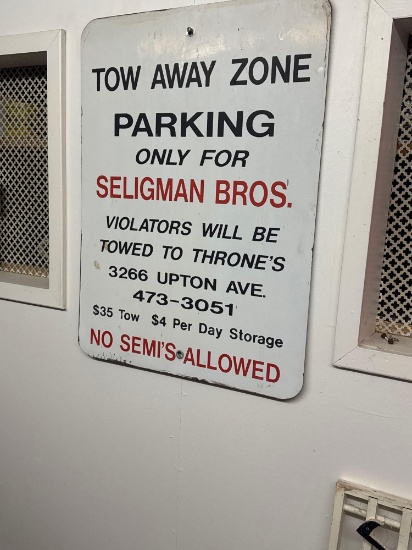 TOW AWAY ZONE
PARKING
ONLY FOR
SELIGMAN BROS.
VIOLATORS WILL BE
TOWED TO THRONE'S
3266 UPTON AVE.
473-3051
$35 Tow $4 Per Day Storage
NO SEMI'S ALLOWED